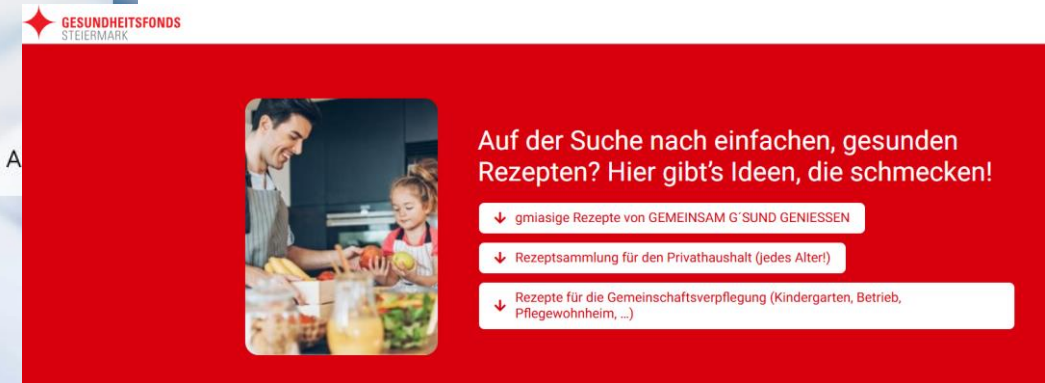 GESUNDHEITSFONDS
STEIERMARK
A
Auf der Suche nach einfachen, gesunden
Rezepten? Hier gibt's Ideen, die schmecken!
gmiasige Rezepte von GEMEINSAM G´SUND GENIESSEN
Rezeptsammlung für den Privathaushalt (jedes Alter!)
Rezepte für die Gemeinschaftsverpflegung (Kindergarten, Betrieb,
Pflegewohnheim, ...)